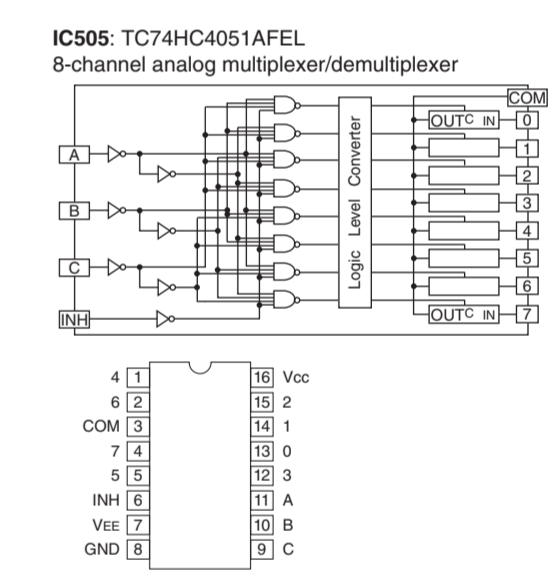 IC505: TC74HC4051AFEL
8-channel analog multiplexer/demultiplexer
COM
OUTC IN 0
1
A
2
B
3
4
C
5
6
INH
OUTC IN 7
Logic Level Converter
4 1 16 Vcc
6 2 15 2
COM 3 14 1
7 4 13 0
5 5 12 3
INH 6 11 A
VEE 7 10 B
GND 8 9 C